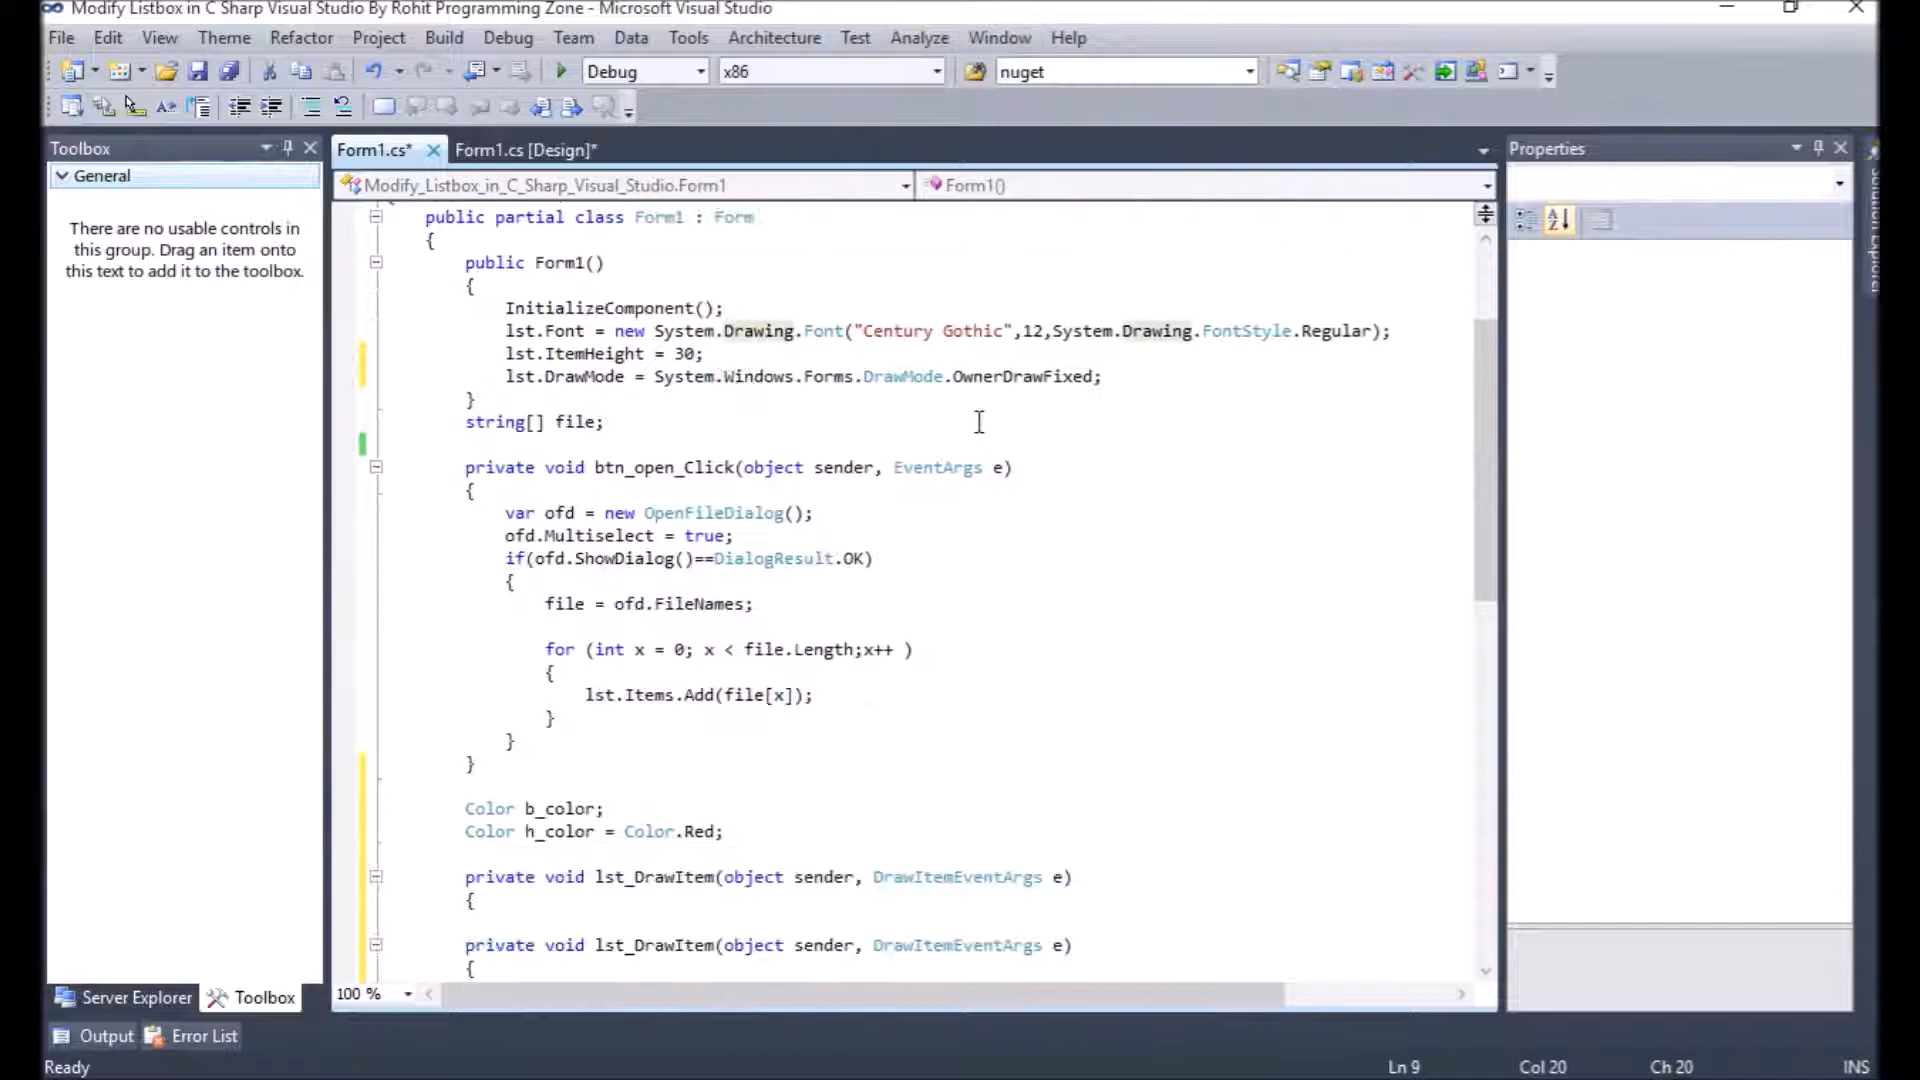 Modify Listbox in C Sharp Visual Studio By Rohit Programming Zone - Microsoft Visual Studio
File Edit View Theme Refactor Project Build Debug Team Data Tools Architecture Test Analyze Window Help
Debug x86 nuget
Toolbox
General
There are no usable controls in
this group. Drag an item onto
this text to add it to the toolbox.
Form1.cs* Form1.cs [Design]*
Modify_Listbox_in_C_Sharp_Visual_Studio.Form1 Form1()
public partial class Form1 : Form
{
public Form1()
{
InitializeComponent();
lst.Font = new System.Drawing.Font("Century Gothic",12,System.Drawing.FontStyle.Regular);
lst.ItemHeight = 30;
lst.DrawMode = System.Windows.Forms.DrawMode.OwnerDrawFixed;
}
string[] file;
private void btn_open_Click(object sender, EventArgs e)
{
var ofd = new OpenFileDialog();
ofd.Multiselect = true;
if(ofd.ShowDialog()==DialogResult.OK)
{
file = ofd.FileNames;
for (int x = 0; x < file.Length;x++ )
{
lst.Items.Add(file[x]);
}
}
}
Color b_color;
Color h_color = Color.Red;
private void lst_DrawItem(object sender, DrawItemEventArgs e)
{
private void lst_DrawItem(object sender, DrawItemEventArgs e)
{
100 %
Properties
Solution Explorer
Server Explorer Toolbox
Output Error List
Ready Ln 9 Col 20 Ch 20 INS